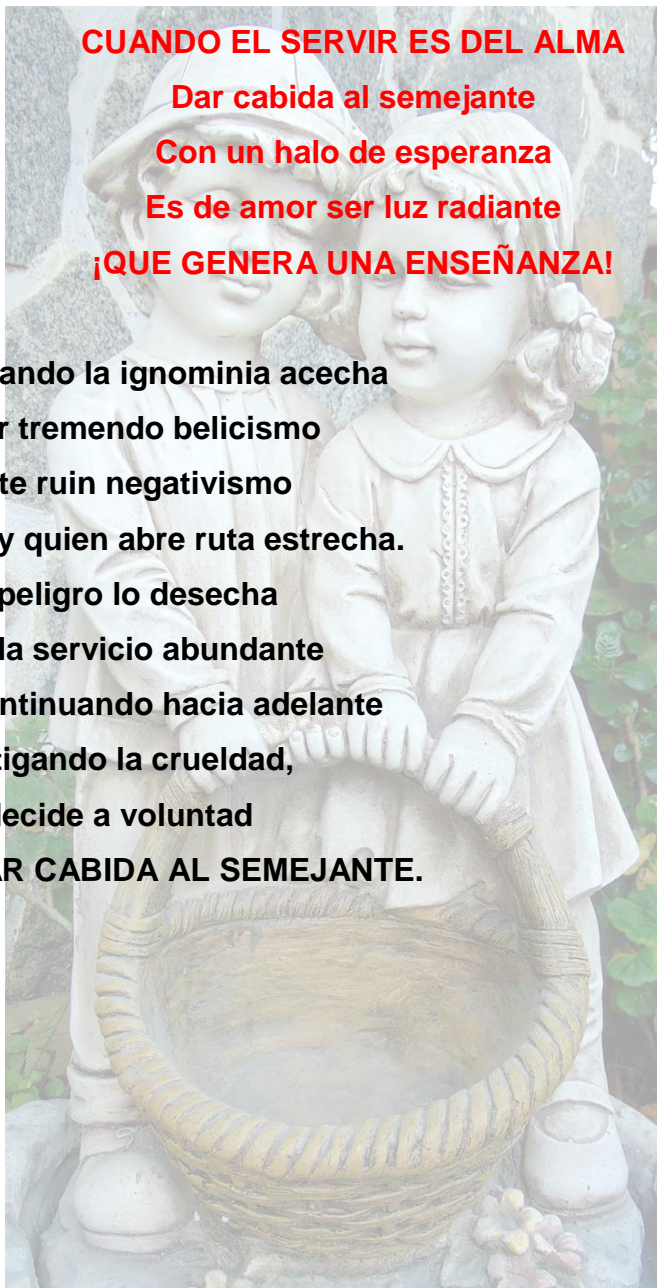 CUANDO EL SERVIR ES DEL ALMA
Dar cabida al semejante
Con un halo de esperanza
Es de amor ser luz radiante
¡QUE GENERA UNA ENSEÑANZA!
ando la ignominia acecha
r tremendo belicismo
te ruin negativismo
y quien abre ruta estrecha.
peligro lo desecha
la servicio abundante
ntinuando hacia adelante
tigando la crueldad,
decide a voluntad
AR CABIDA AL SEMEJANTE.